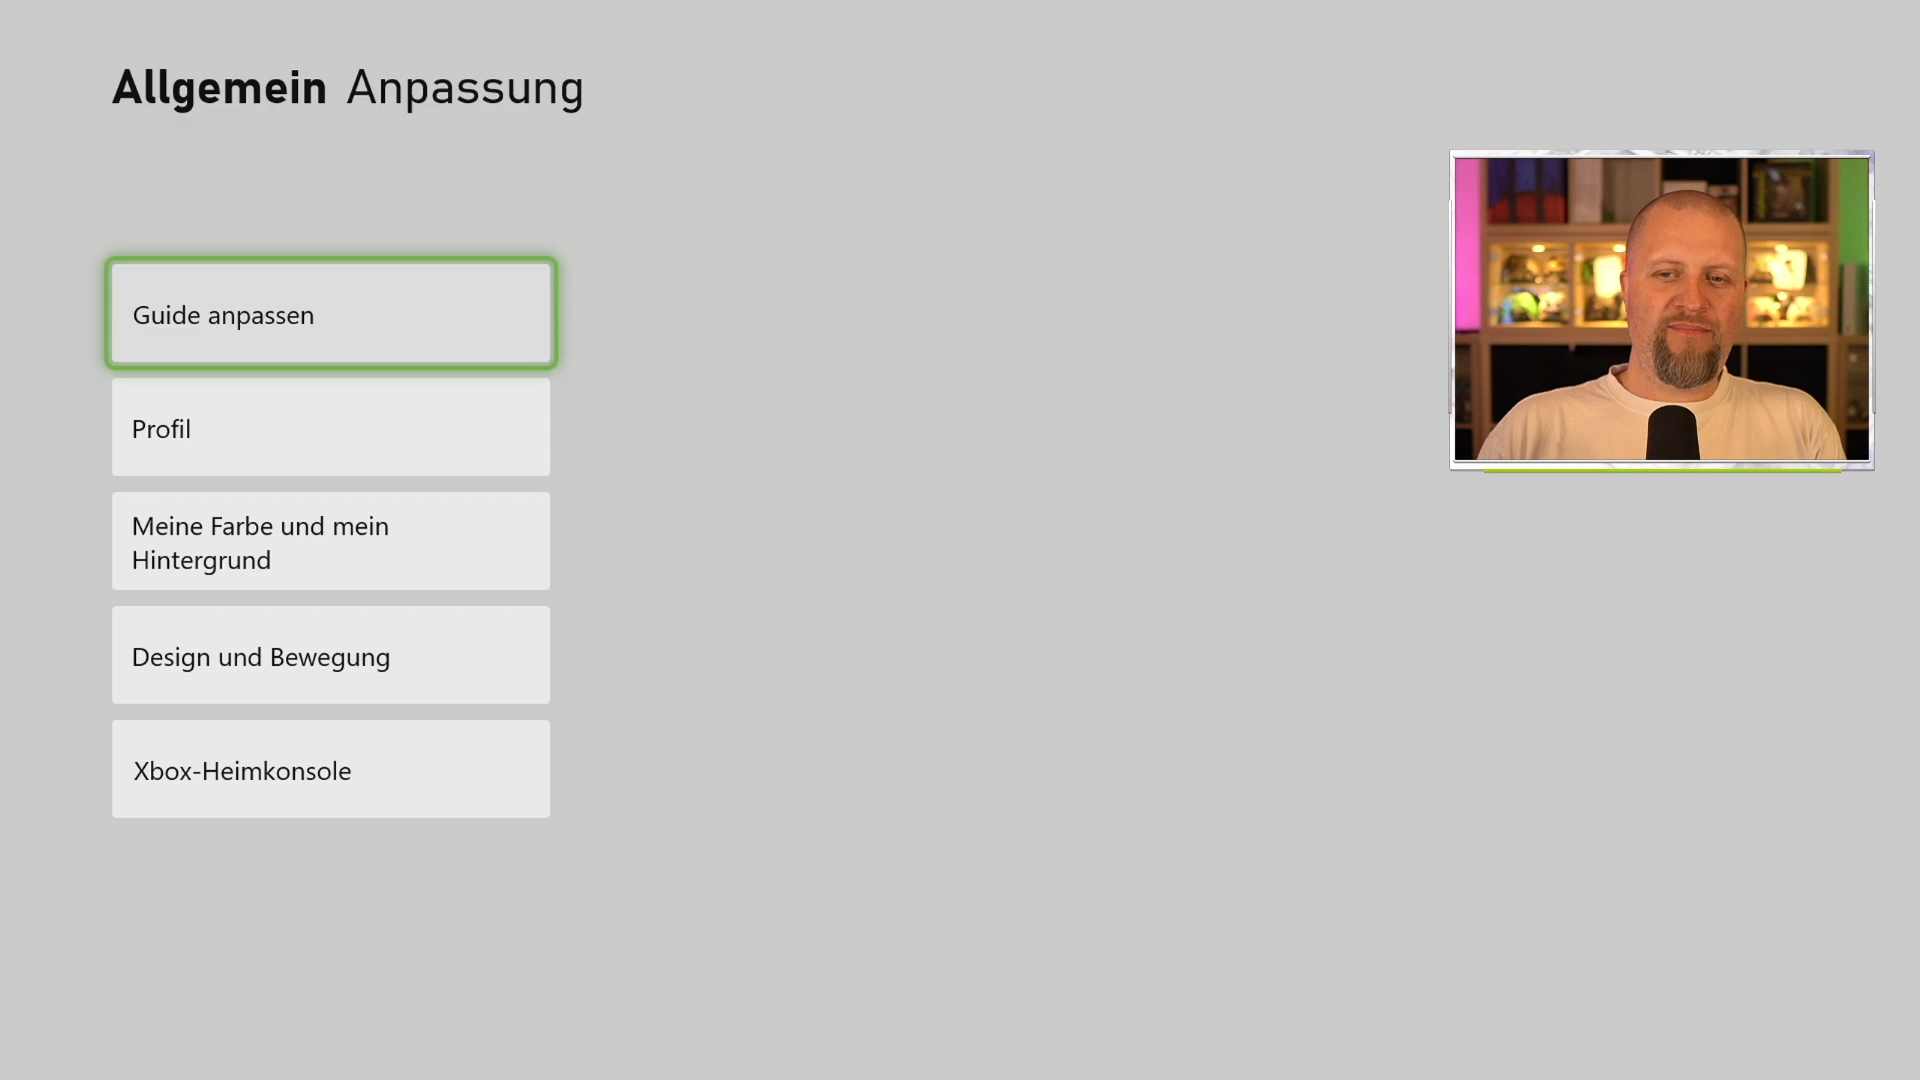 Allgemein Anpassung
Guide anpassen
Profil
Meine Farbe und mein
Hintergrund
Design und Bewegung
Xbox-Heimkonsole